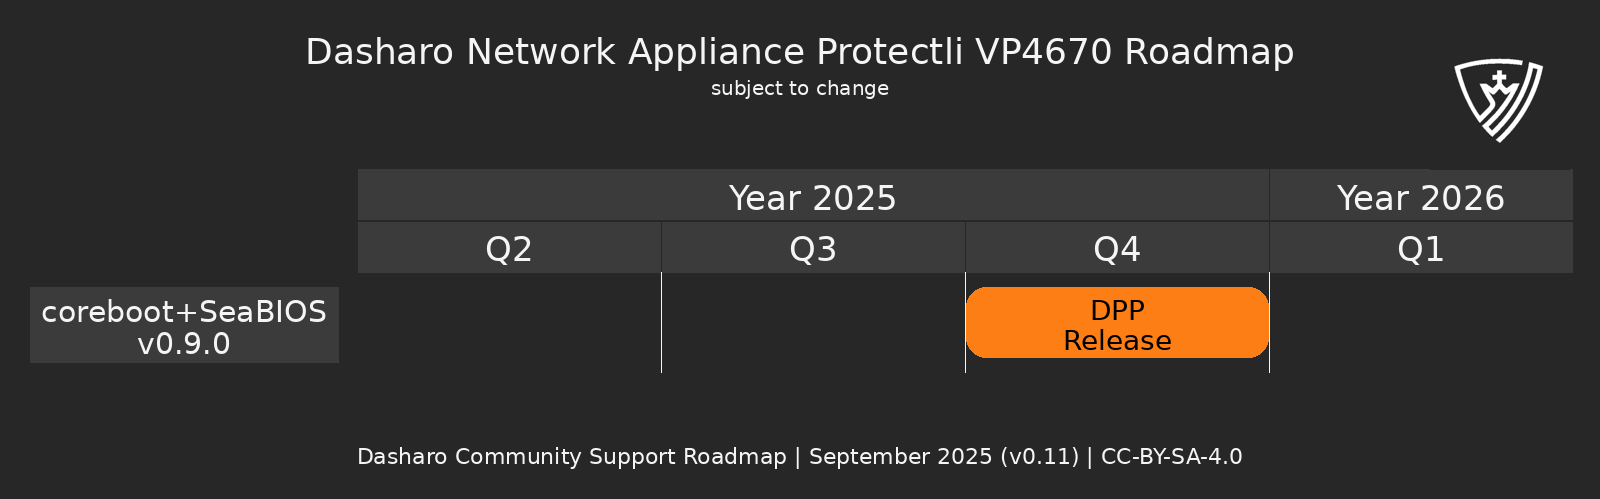 Dasharo Network Appliance Protectli VP4670 Roadmap
subject to change
Year 2025 Year 2026
Q2 Q3 Q4 Q1
coreboot+SeaBIOS
v0.9.0
DPP
Release
Dasharo Community Support Roadmap | September 2025 (v0.11) | CC-BY-SA-4.0